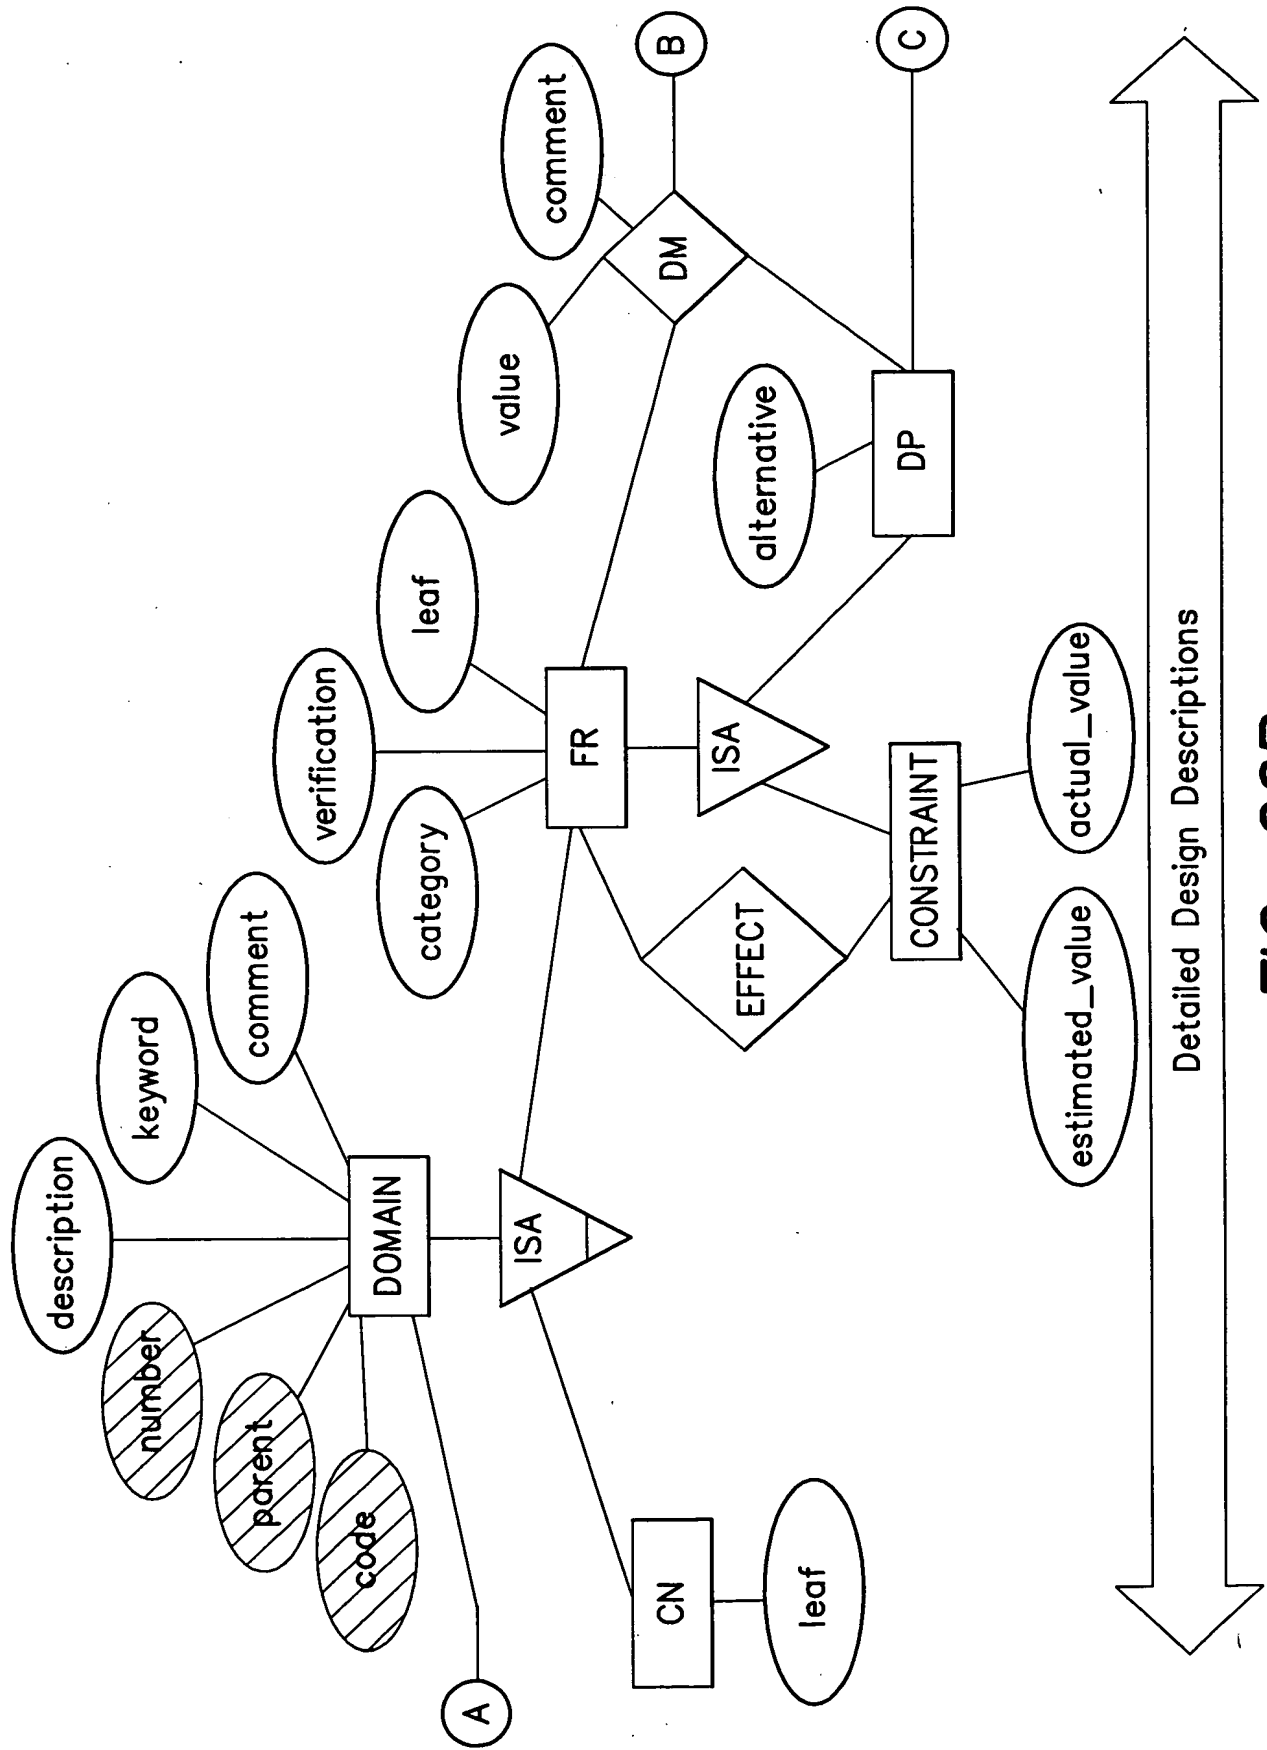 description
keyword
number
comment
parent
DOMAIN
code
verification
category
leaf
value
comment
FR
ISA
A
CN
leaf
EFFECT
ISA
alternative
DM
B
DP
C
CONSTRAINT
estimated_value
actual_value
Detailed Design Descriptions